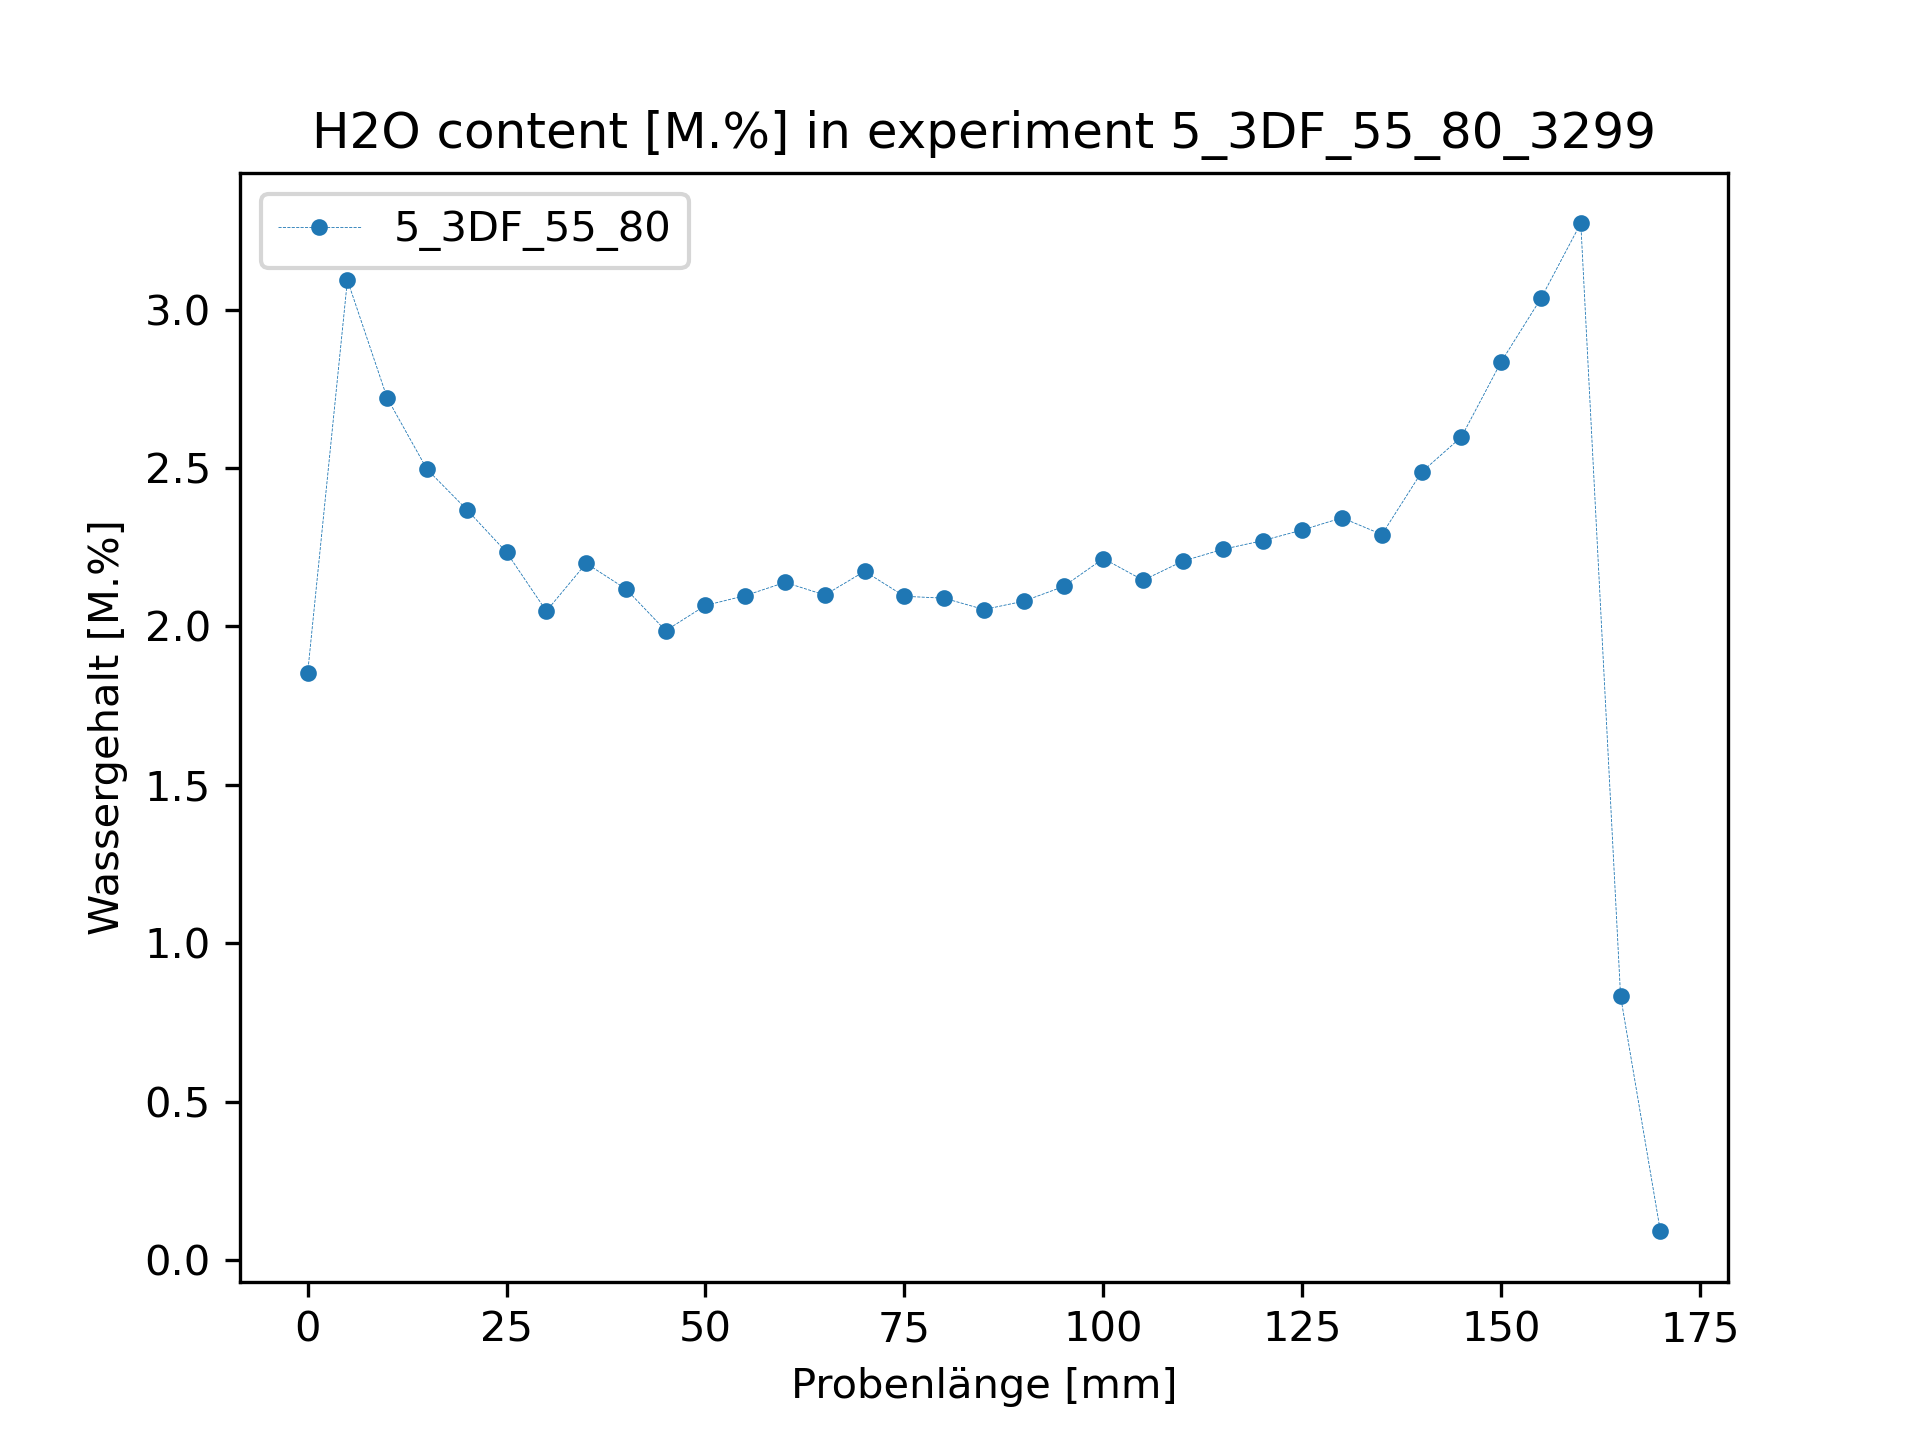 H2O content [M.%] in experiment 5_3DF_55_80_3299
5_3DF_55_80
Wassergehalt [M.%]
3.0
2.5
2.0
1.5
1.0
0.5
0.0
0 25 50 75 100 125 150 175
Probenlänge [mm]